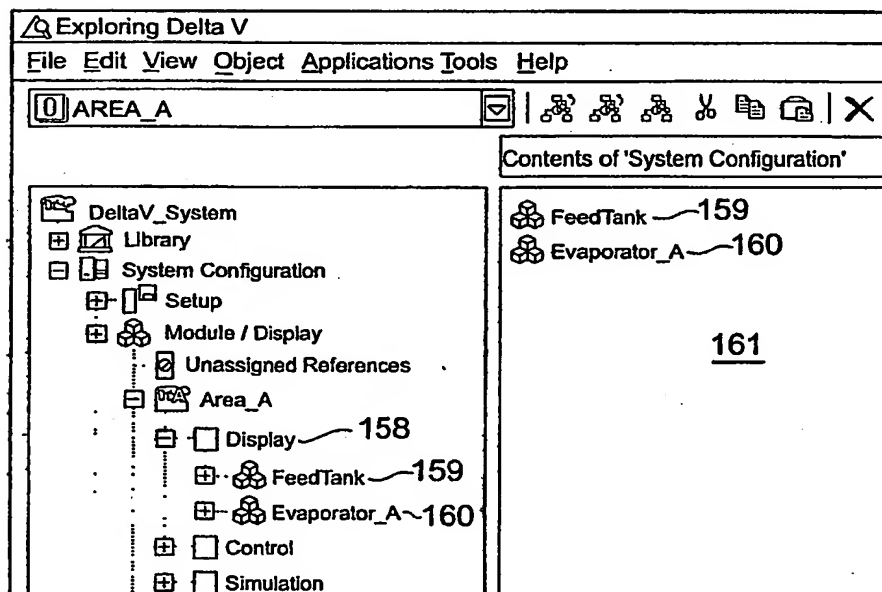 Exploring Delta V
File Edit View Object Applications Tools Help
AREA_A
Contents of 'System Configuration'
DeltaV_System
Library
System Configuration
Setup
Module / Display
Unassigned References
Area_A
Display 158
FeedTank 159
Evaporator_A 160
Control
Simulation
FeedTank 159
Evaporator_A 160
161